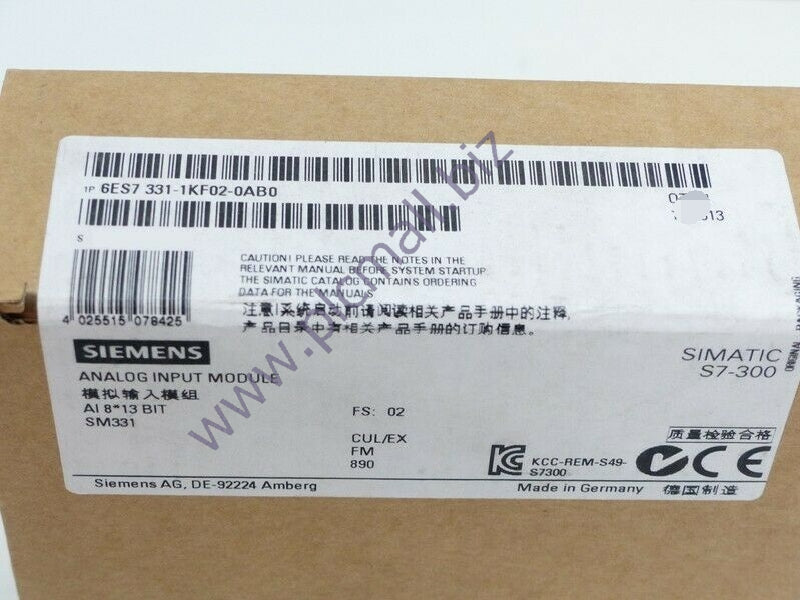 1P 6ES7 331-1KF02-0AB0
S
CAUTION! PLEASE READ THE NOTES IN THE
RELEVANT MANUAL BEFORE SYSTEM STARTUP.
THE SIMATIC CATALOG CONTAINS ORDERING
DATA FOR THE MANUAL
注意!系统启动前请阅读相关产品手册中的注释,
产品目录中有相关产品手册的订购信息。
4 025515 078425
SIEMENS
SIMATIC
S7-300
ANALOG INPUT MODULE
模拟输入模组
AI 8*13 BIT
SM331
FS: 02
CUL/EX
FM
890
KCC-REM-S49-
S7300
质量检验合格
CE
Siemens AG, DE-92224 Amberg
Made in Germany 德国制造
www.plcmall.biz